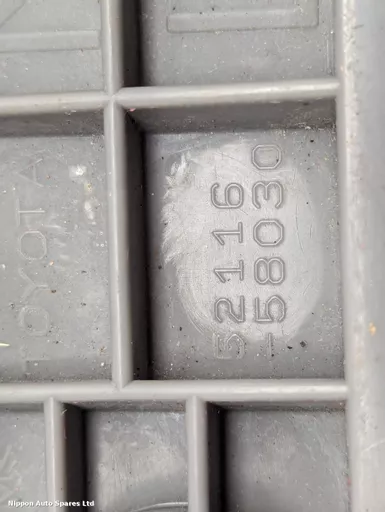 TOYOTA
52116
-58030
Nippon Auto Spares Ltd